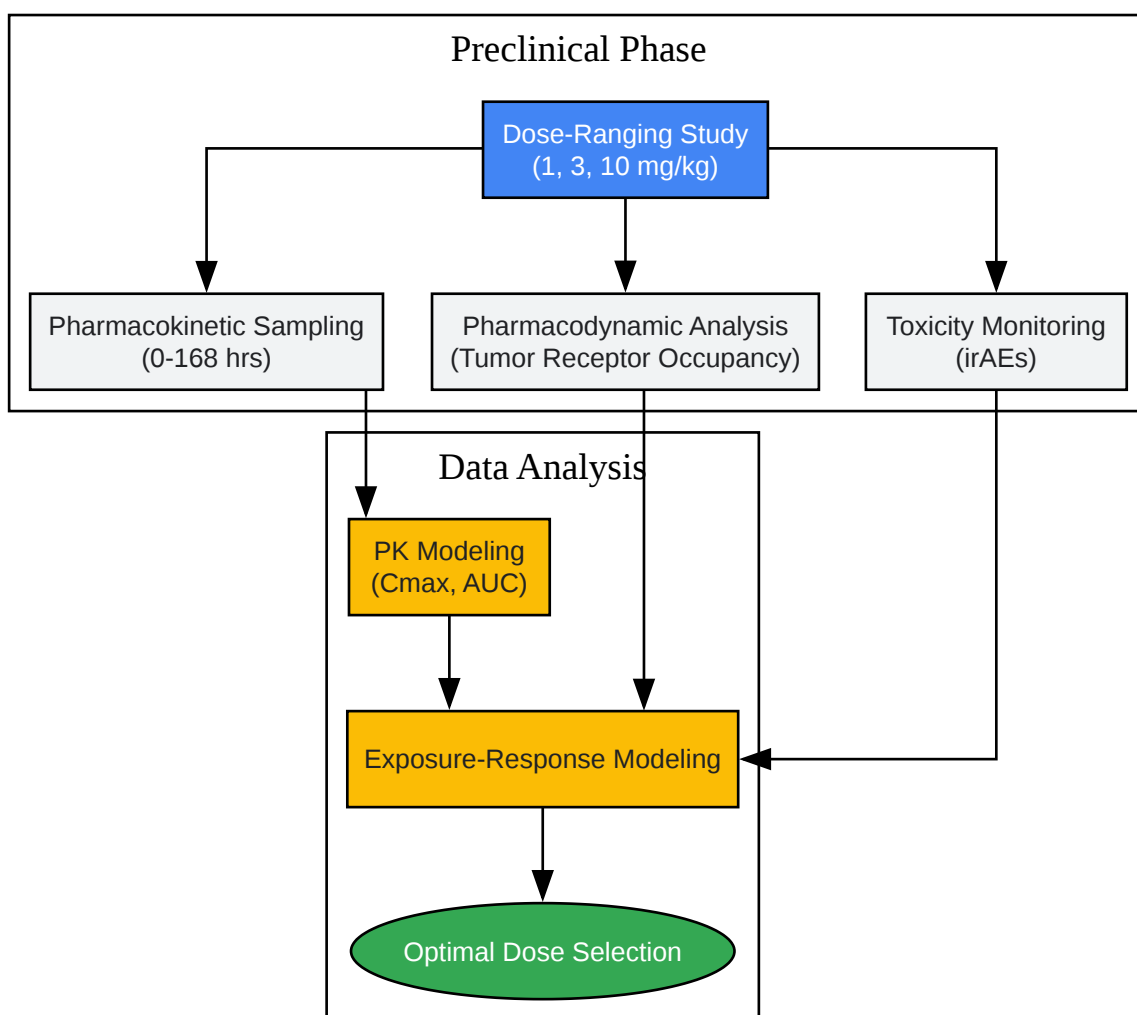 Preclinical Phase
Dose-Ranging Study
(1, 3, 10 mg/kg)
Pharmacokinetic Sampling
(0-168 hrs)
Pharmacodynamic Analysis
(Tumor Receptor Occupancy)
Toxicity Monitoring
(irAEs)
Data Analysis
PK Modeling
(Cmax, AUC)
Exposure-Response Modeling
Optimal Dose Selection